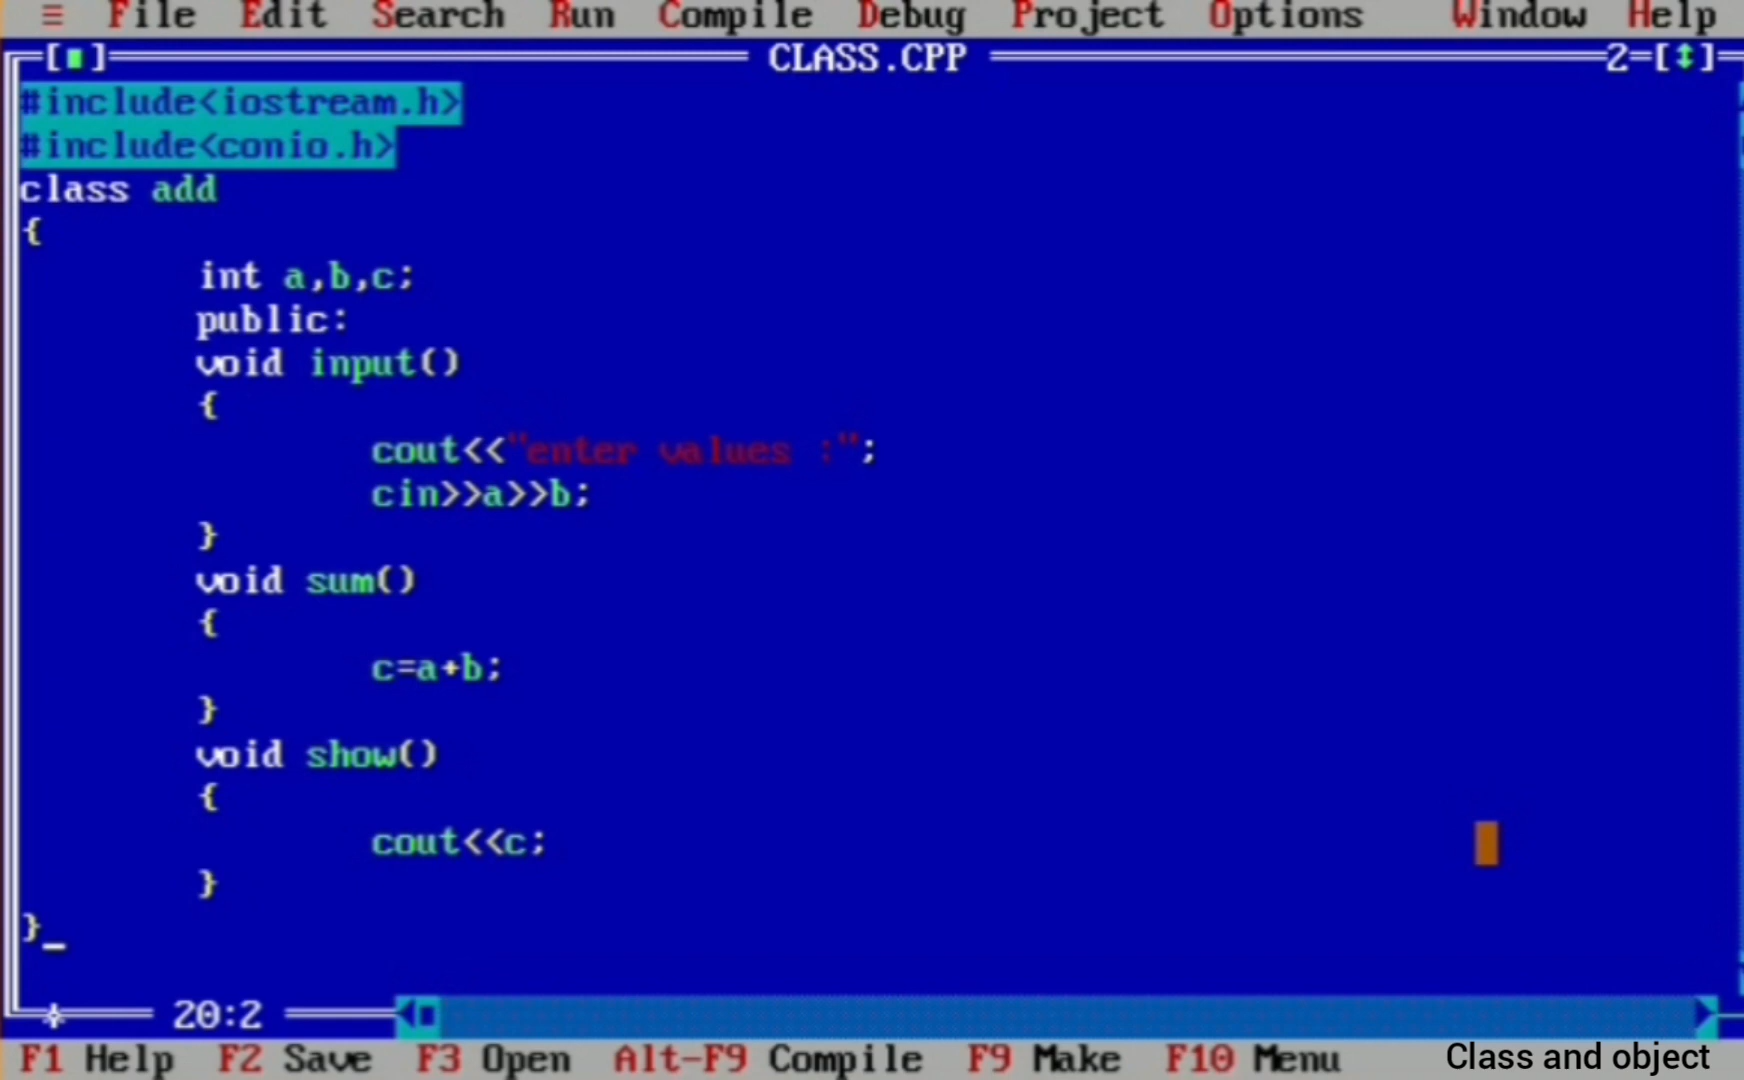 ≡ File Edit Search Run Compile Debug Project Options Window Help
[■] CLASS.CPP 2=[↕]
#include<iostream.h>
#include<conio.h>
class add
{
int a,b,c;
public:
void input()
{
cout<<"enter values :";
cin>>a>>b;
}
void sum()
{
c=a+b;
}
void show()
{
cout<<c;
}
}_
20:2
F1 Help F2 Save F3 Open Alt-F9 Compile F9 Make F10 Menu
Class and object